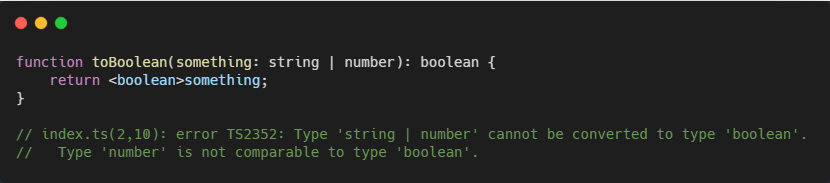 function toBoolean(something: string | number): boolean {
    return <boolean>something;
}
// index.ts(2,10): error TS2352: Type 'string | number' cannot be converted to type 'boolean'.
//   Type 'number' is not comparable to type 'boolean'.